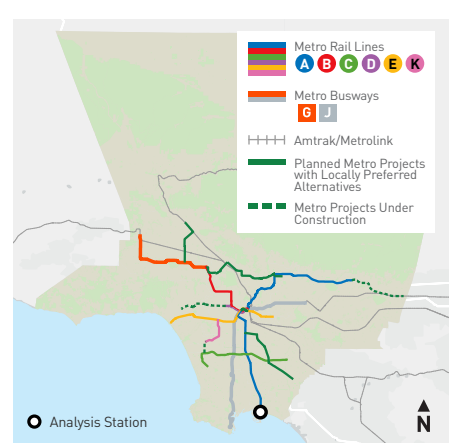 Metro Rail Lines
A B C D E K
Metro Busways
G J
Amtrak/Metrolink
Planned Metro Projects
with Locally Preferred
Alternatives
Metro Projects Under
Construction
Analysis Station
N